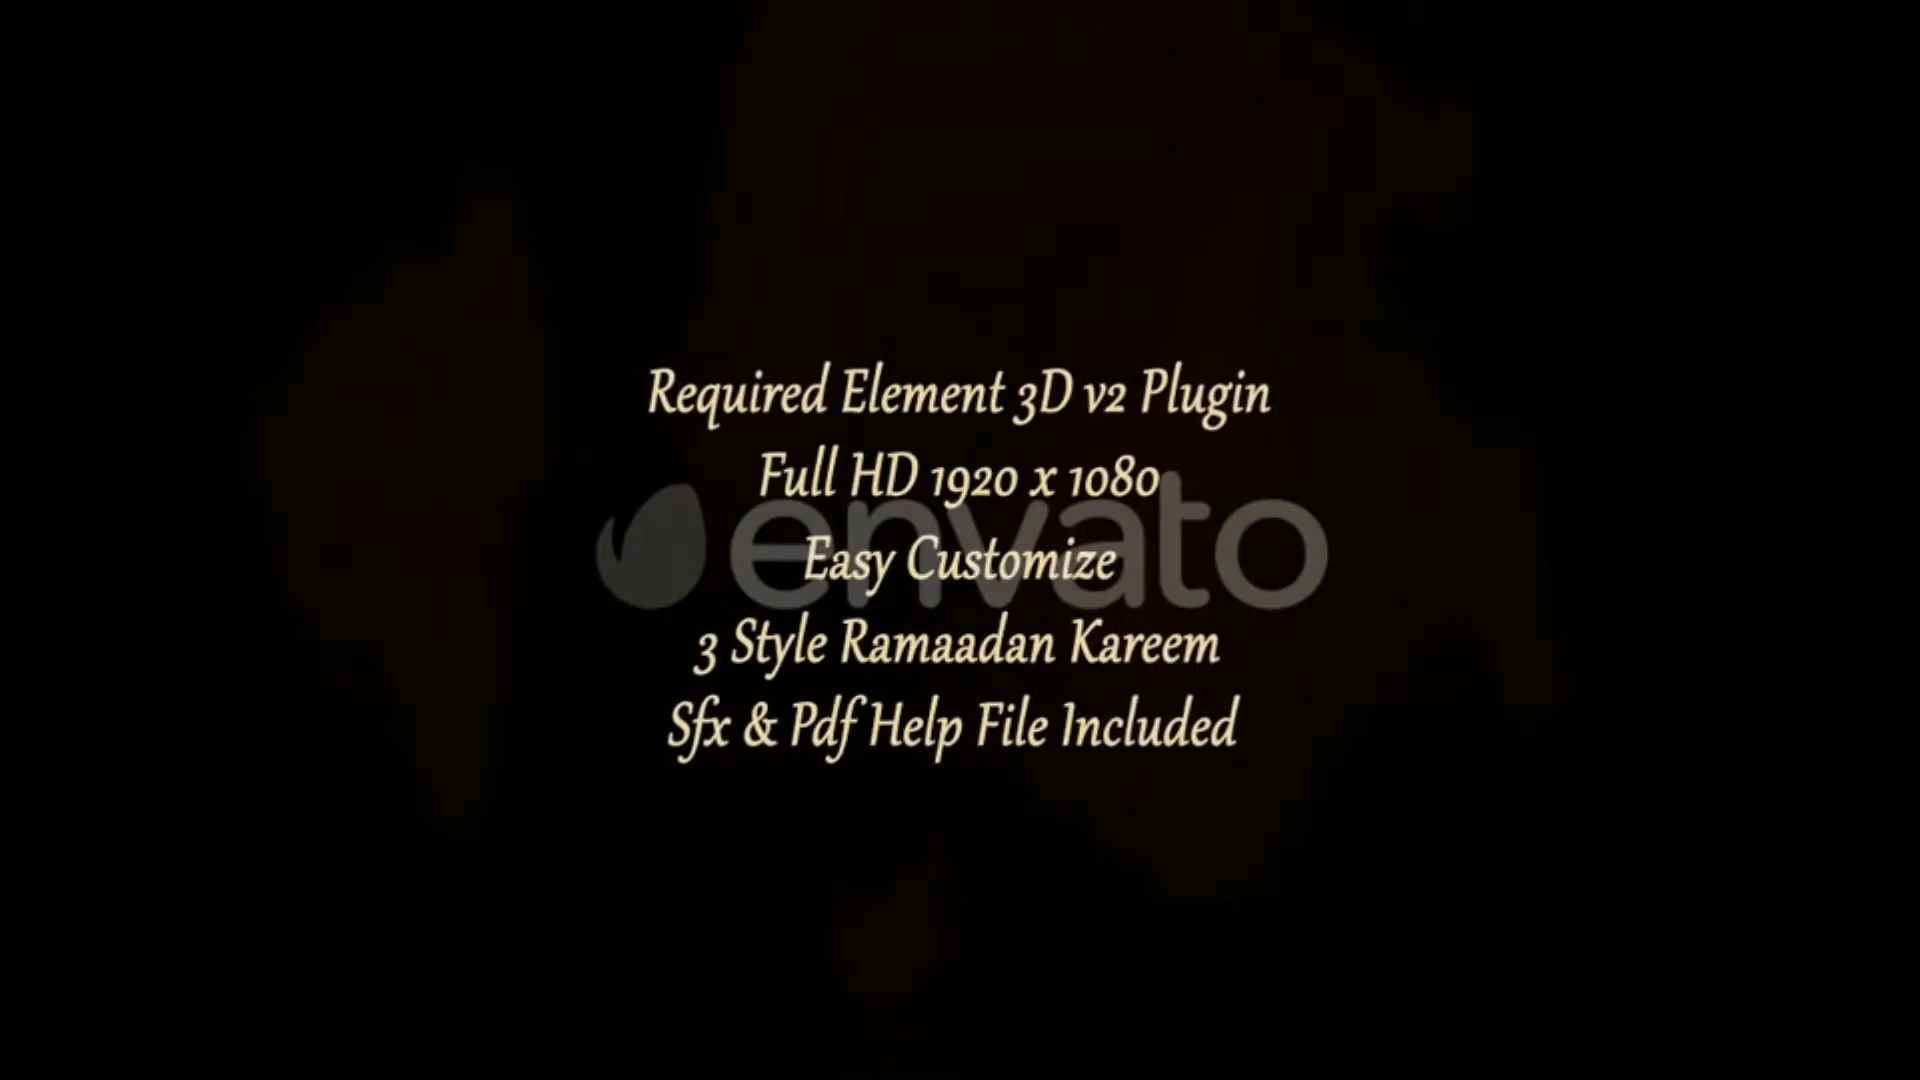 Required Element 3D v2 Plugin
Full HD 1920 x 1080
envato
Easy Customize
3 Style Ramaadan Kareem
Sfx & Pdf Help File Included